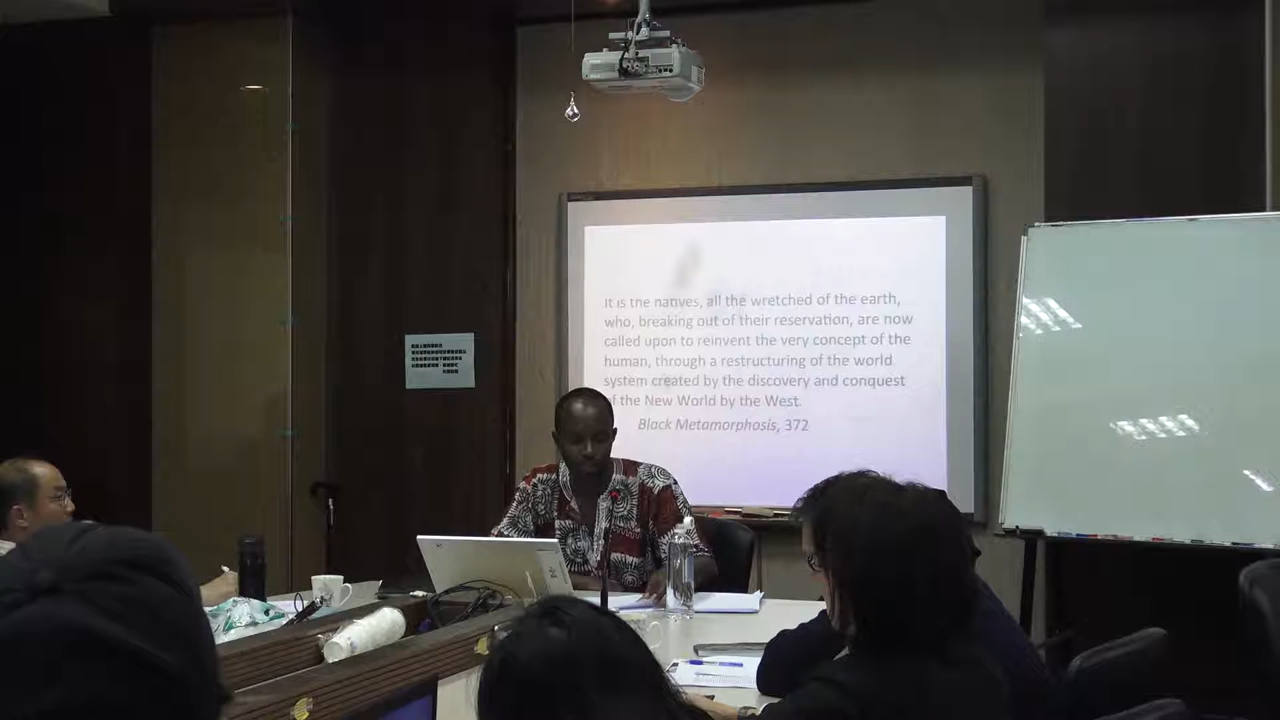 It is the natives, all the wretched of the earth,
who, breaking out of their reservation, are now
called upon to reinvent the very concept of the
human, through a restructuring of the world
system created by the discovery and conquest
of the New World by the West.
Black Metamorphosis, 372